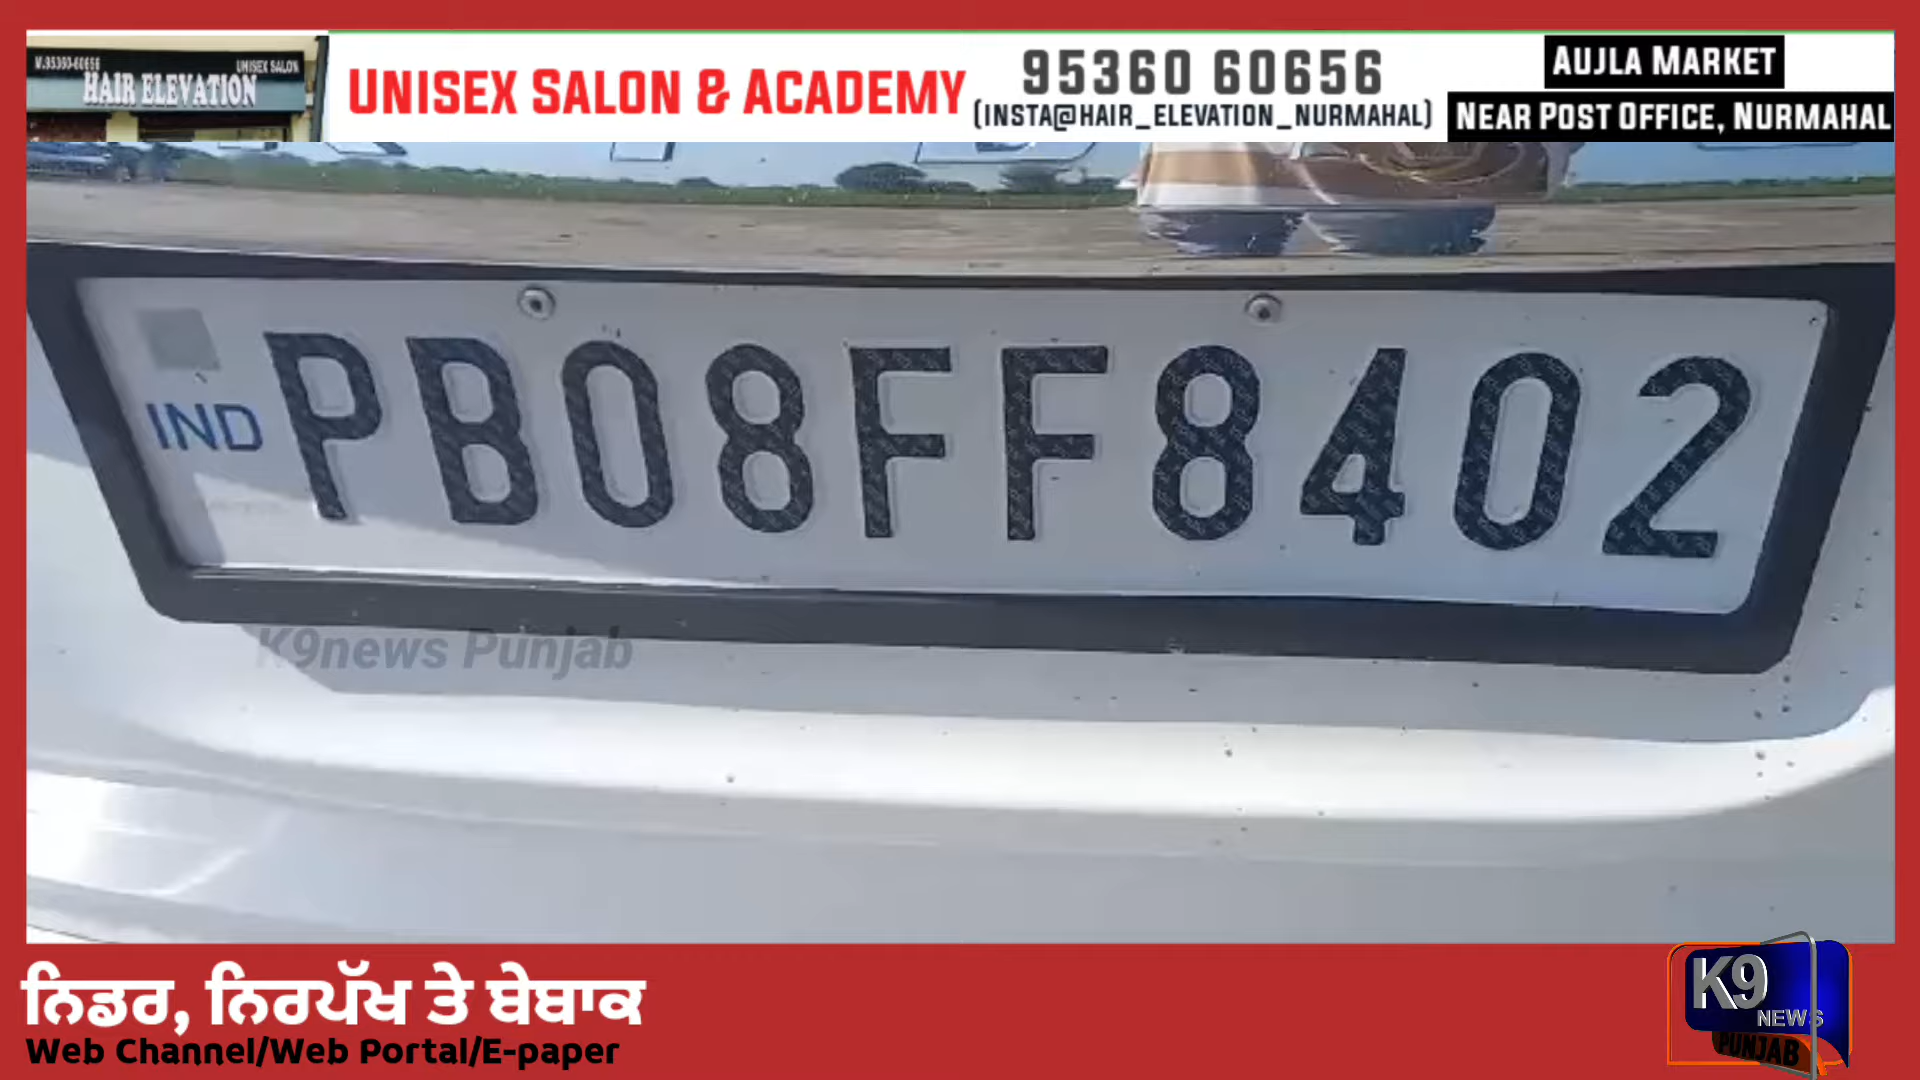 M.95360-60656 UNISEX SALON
HAIR ELEVATION
UNISEX SALON & ACADEMY
95360 60656
(INSTA@HAIR_ELEVATION_NURMAHAL)
AUJLA MARKET
NEAR POST OFFICE, NURMAHAL
IND PB08FF8402
K9news Punjab
ਨਿਡਰ, ਨਿਰਪੱਖ ਤੇ ਬੇਬਾਕ
Web Channel/Web Portal/E-paper
K9
NEWS
PUNJAB